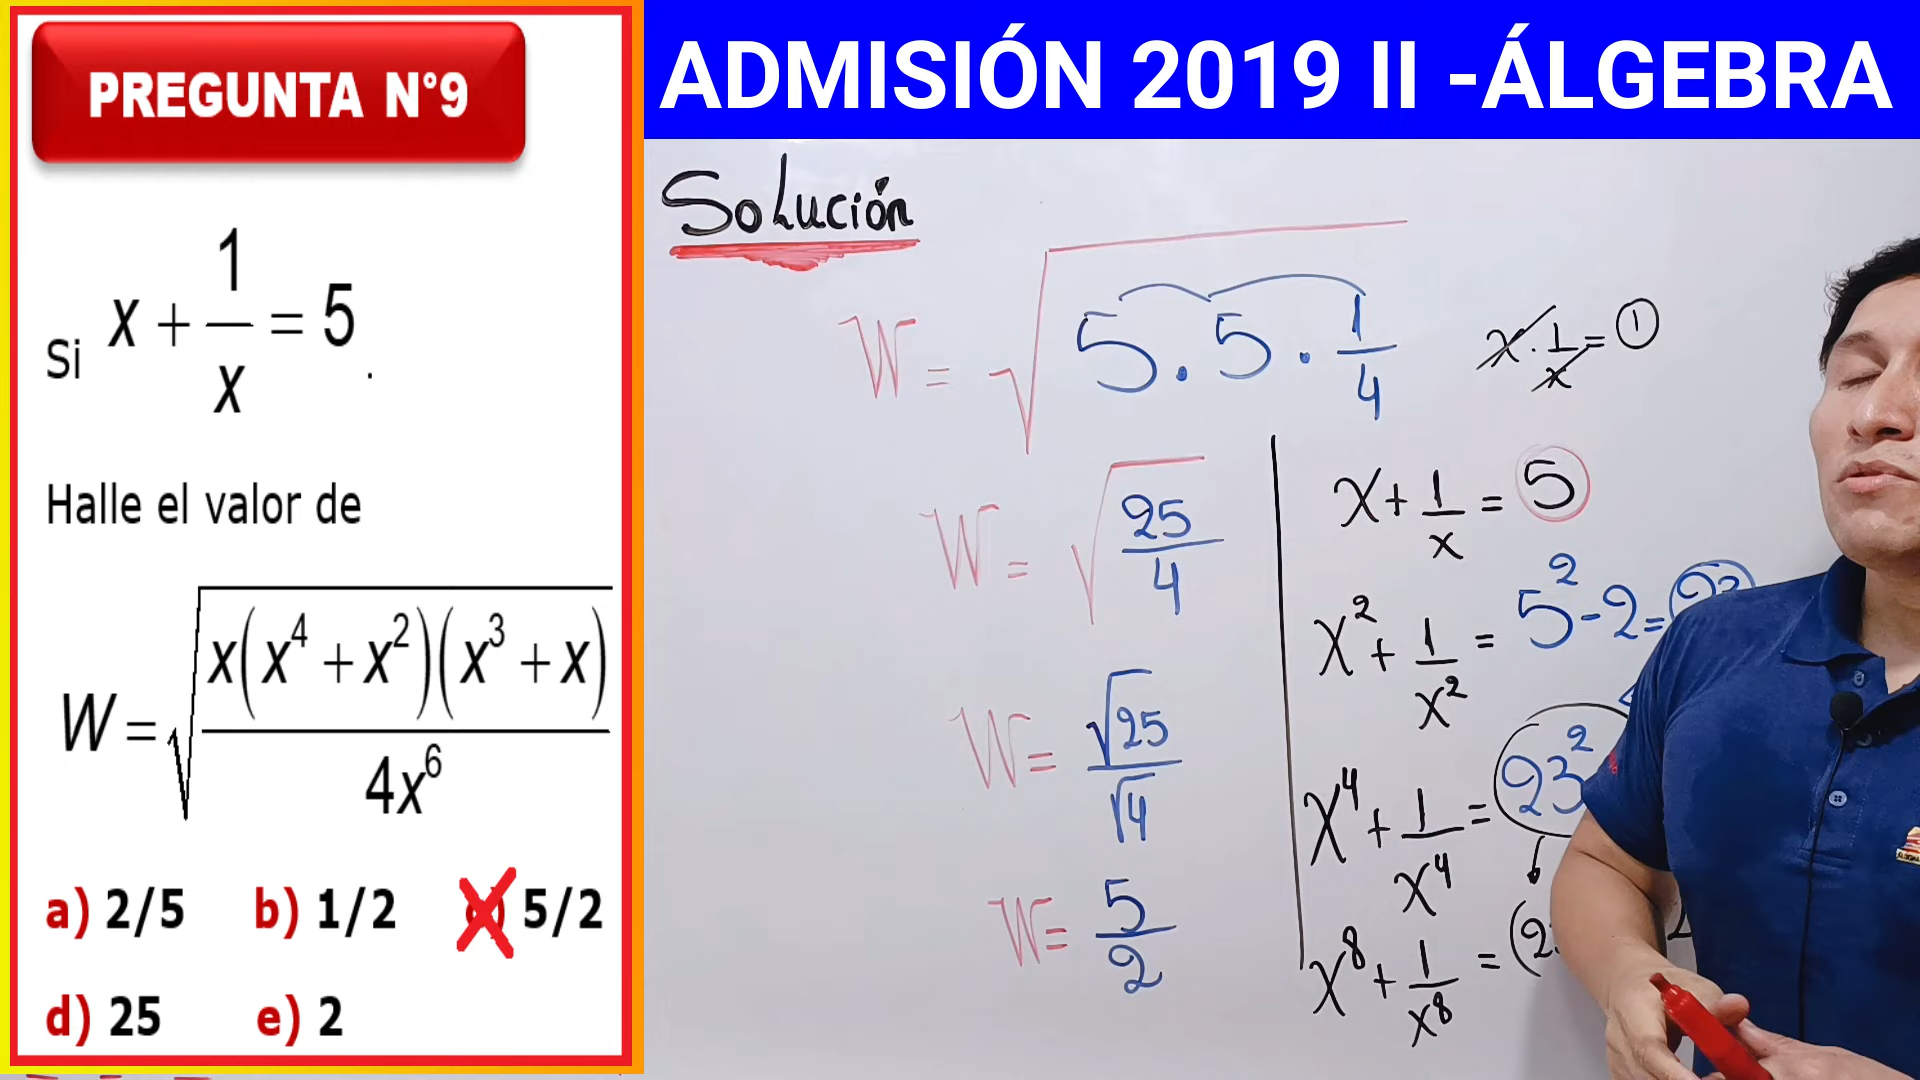 PREGUNTA N°9
Si x + 1/x = 5 .
Halle el valor de
W = √(x(x⁴ + x²)(x³ + x) / 4x⁶)
a) 2/5 b) 1/2 5/2
d) 25 e) 2
ADMISIÓN 2019 II -ÁLGEBRA
Solución
W = √(5 . 5 . 1/4)
W = √(25/4)
W = √25/√4
W = 5/2
x . 1/x = 1
x + 1/x = 5
x² + 1/x² = 5² - 2 = 23
x⁴ + 1/x⁴ = 23²
x⁸ + 1/x⁸ = (2